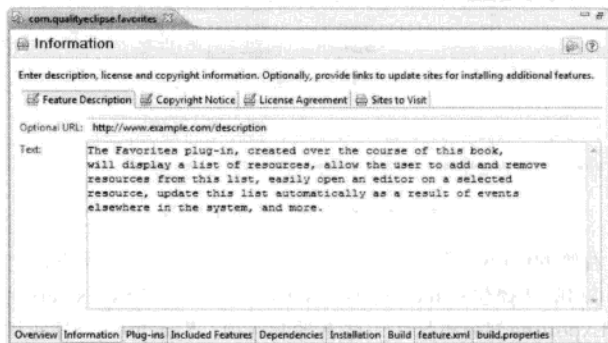 com.qualityeclipse.favorites
Information
Enter description, license and copyright information. Optionally, provide links to update sites for installing additional features.
Feature Description Copyright Notice License Agreement Sites to Visit
Optional URL: http://www.example.com/description
Text: The Favorites plug-in, created over the course of this book,
will display a list of resources, allow the user to add and remove
resources from this list, easily open an editor on a selected
resource, update this list automatically as a result of events
elsewhere in the system, and more.
Overview Information Plug-ins Included Features Dependencies Installation Build feature.xml build.properties